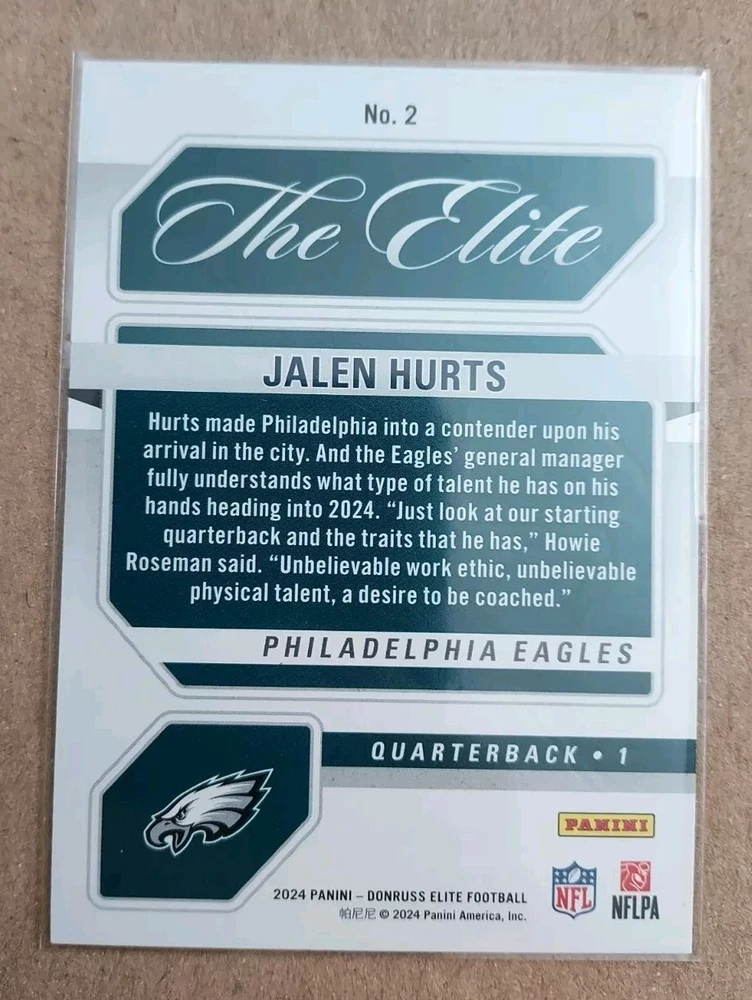 No. 2
The Elite
JALEN HURTS
Hurts made Philadelphia into a contender upon his
arrival in the city. And the Eagles’ general manager
fully understands what type of talent he has on his
hands heading into 2024. “Just look at our starting
quarterback and the traits that he has,” Howie
Roseman said. “Unbelievable work ethic, unbelievable
physical talent, a desire to be coached.”
PHILADELPHIA EAGLES
QUARTERBACK • 1
PANINI
2024 PANINI – DONRUSS ELITE FOOTBALL
帕尼尼 © 2024 Panini America, Inc.
NFL
NFLPA